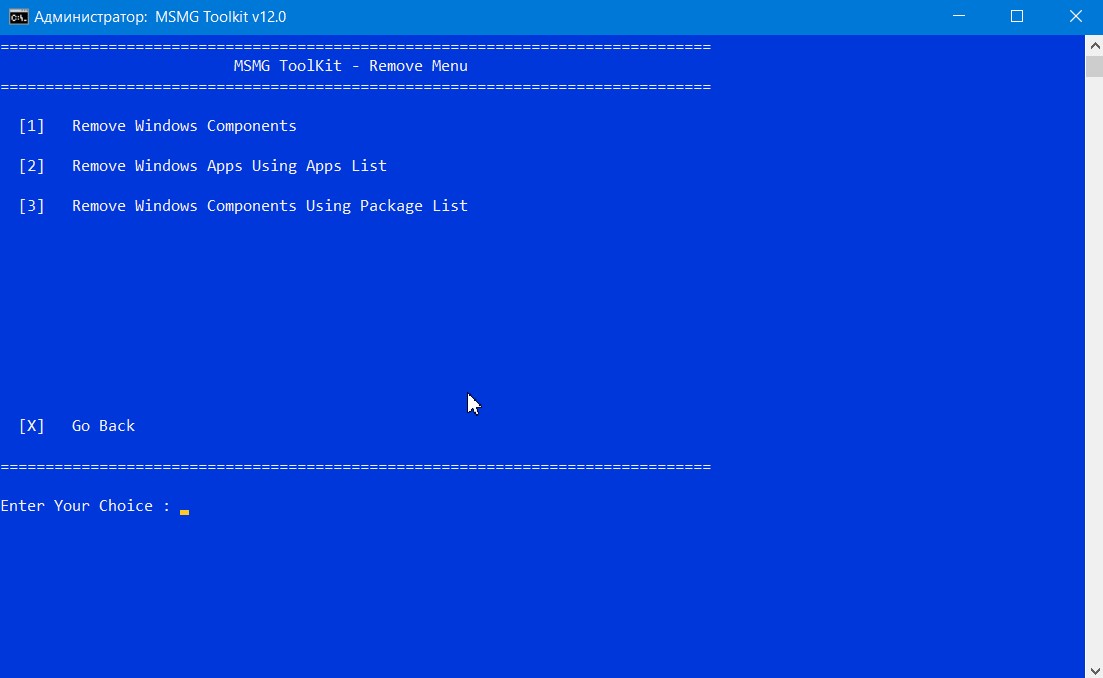 Администратор: MSMG Toolkit v12.0
===============================================================================
MSMG ToolKit - Remove Menu
===============================================================================
[1] Remove Windows Components
[2] Remove Windows Apps Using Apps List
[3] Remove Windows Components Using Package List
[X] Go Back
===============================================================================
Enter Your Choice :